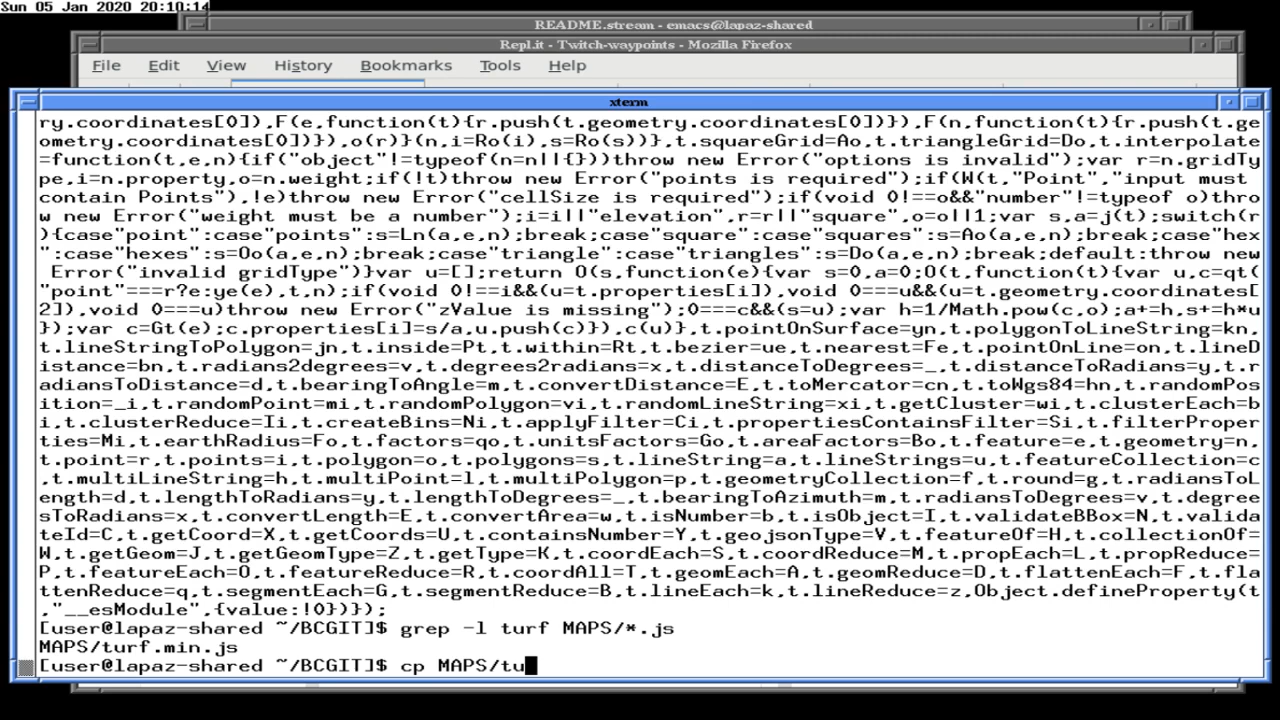 Sun 05 Jan 2020 20:10:14
README.stream - emacs@lapaz-shared
Repl.it - Twitch-waypoints - Mozilla Firefox
File Edit View History Bookmarks Tools Help
xterm
ry.coordinates[0]),F(e,function(t){r.push(t.geometry.coordinates[0])}),F(n,function(t){r.push(t.ge
ometry.coordinates[0])}),o(r)}(n,i=Ro(i),s=Ro(s))},t.squareGrid=Ao,t.triangleGrid=Do,t.interpolate
=function(t,e,n){if("object"!=typeof(n=n||{}))throw new Error("options is invalid");var r=n.gridTy
pe,i=n.property,o=n.weight;if(!t)throw new Error("points is required");if(W(t,"Point","input must
contain Points"),!e)throw new Error("cellSize is required");if(void 0!==o&&"number"!=typeof o)thro
w new Error("weight must be a number");i=i||"elevation",r=r||"square",o=o||1;var s,a=j(t);switch(r
){case"point":case"points":s=Ln(a,e,n);break;case"square":case"squares":s=Ao(a,e,n);break;case"hex
":case"hexes":s=Oo(a,e,n);break;case"triangle":case"triangles":s=Do(a,e,n);break;default:throw new
Error("invalid gridType")}var u=[];return O(s,function(e){var s=0,a=0;O(t,function(t){var u,c=qt(
"point"===r?e:ye(e),t,n);if(void 0!==i&&(u=t.properties[i]),void 0===u&&(u=t.geometry.coordinates[
2]),void 0===u)throw new Error("zValue is missing");0===c&&(s=u);var h=1/Math.pow(c,o);a+=h,s+=h*u
});var c=Gt(e);c.properties[i]=s/a,u.push(c)}),c(u)},t.pointOnSurface=yn,t.polygonToLineString=kn,
t.lineStringToPolygon=jn,t.inside=Pt,t.within=Rt,t.bezier=ue,t.nearest=Fe,t.pointOnLine=on,t.lineD
istance=bn,t.radians2degrees=v,t.degrees2radians=x,t.distanceToDegrees=_,t.distanceToRadians=y,t.r
adiansToDistance=d,t.bearingToAngle=m,t.convertDistance=E,t.toMercator=cn,t.toWgs84=hn,t.randomPos
ition=_i,t.randomPoint=mi,t.randomPolygon=vi,t.randomLineString=xi,t.getCluster=wi,t.clusterEach=b
i,t.clusterReduce=Ii,t.createBins=Ni,t.applyFilter=Ci,t.propertiesContainsFilter=Si,t.filterProper
ties=Mi,t.earthRadius=Fo,t.factors=qo,t.unitsFactors=Go,t.areaFactors=Bo,t.feature=e,t.geometry=n,
t.point=r,t.points=i,t.polygon=o,t.polygons=s,t.lineString=a,t.lineStrings=u,t.featureCollection=c
,t.multiLineString=h,t.multiPoint=l,t.multiPolygon=p,t.geometryCollection=f,t.round=g,t.radiansToL
ength=d,t.lengthToRadians=y,t.lengthToDegrees=_,t.bearingToAzimuth=m,t.radiansToDegrees=v,t.degree
sToRadians=x,t.convertLength=E,t.convertArea=w,t.isNumber=b,t.isObject=I,t.validateBBox=N,t.valida
teId=C,t.getCoord=X,t.getCoords=U,t.containsNumber=Y,t.geojsonType=V,t.featureOf=H,t.collectionOf=
W,t.getGeom=J,t.getGeomType=Z,t.getType=K,t.coordEach=S,t.coordReduce=M,t.propEach=L,t.propReduce=
P,t.featureEach=O,t.featureReduce=R,t.coordAll=T,t.geomEach=A,t.geomReduce=D,t.flattenEach=F,t.fla
ttenReduce=q,t.segmentEach=G,t.segmentReduce=B,t.lineEach=k,t.lineReduce=z,Object.defineProperty(t
,"__esModule",{value:!0})});
[user@lapaz-shared ~/BCGIT]$ grep -l turf MAPS/*.js
MAPS/turf.min.js
[user@lapaz-shared ~/BCGIT]$ cp MAPS/tu